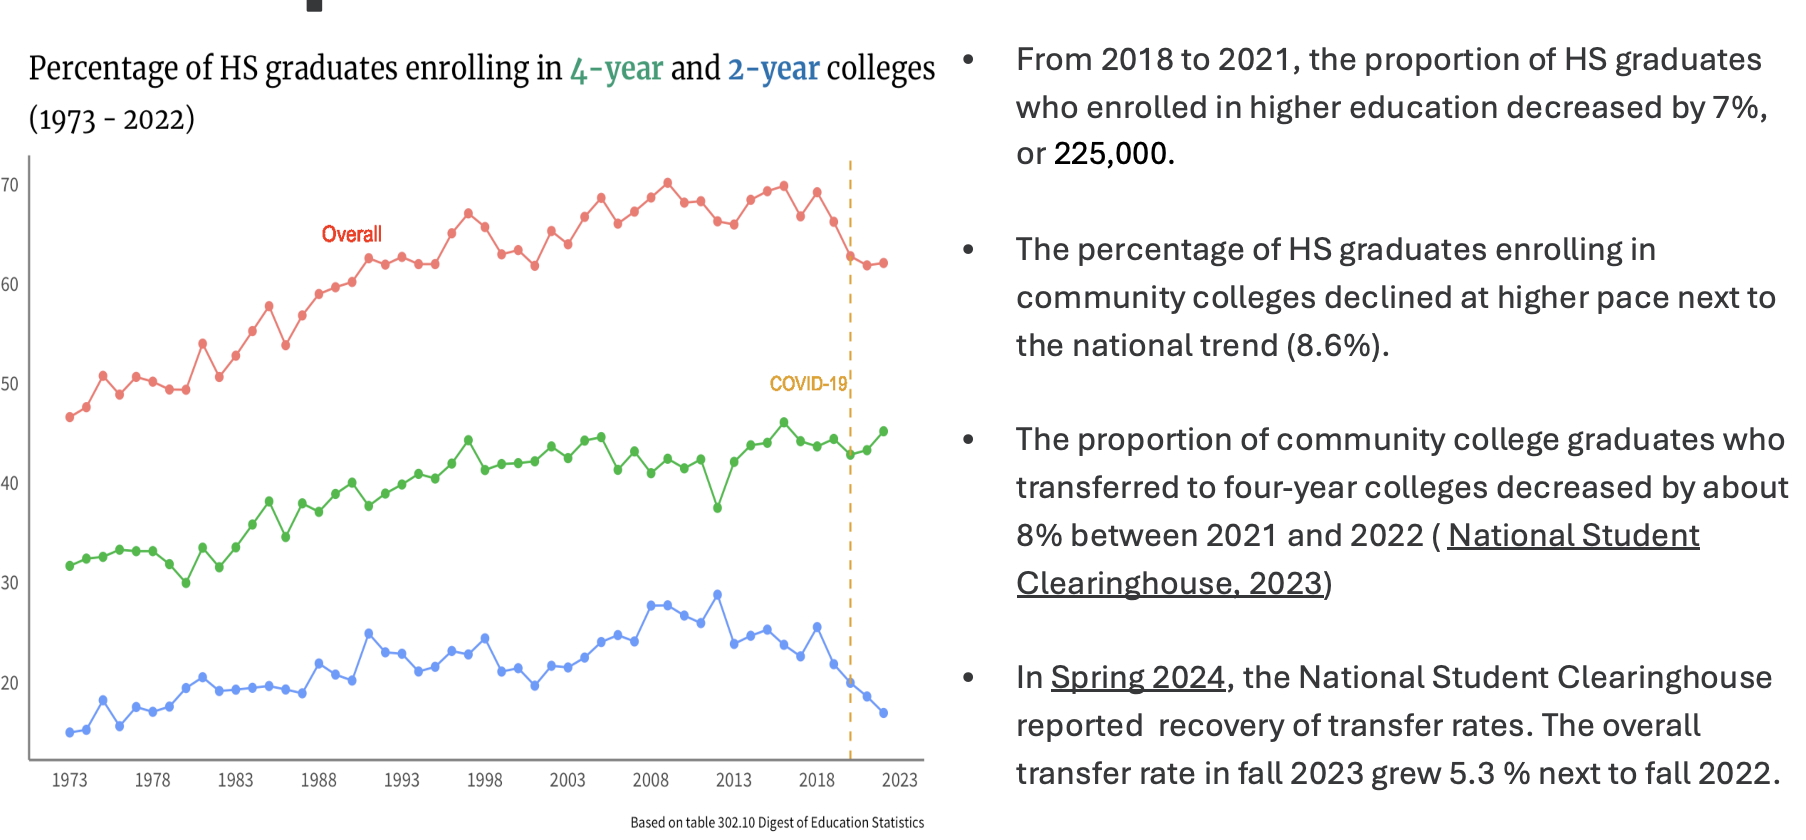 Percentage of HS graduates enrolling in 4-year and 2-year colleges
(1973 - 2022)
70
60
50
40
30
20
Overall
COVID-19
1973 1978 1983 1988 1993 1998 2003 2008 2013 2018 2023
Based on table 302.10 Digest of Education Statistics
• From 2018 to 2021, the proportion of HS graduates
who enrolled in higher education decreased by 7%,
or 225,000.
• The percentage of HS graduates enrolling in
community colleges declined at higher pace next to
the national trend (8.6%).
• The proportion of community college graduates who
transferred to four-year colleges decreased by about
8% between 2021 and 2022 ( National Student
Clearinghouse, 2023)
• In Spring 2024, the National Student Clearinghouse
reported  recovery of transfer rates. The overall
transfer rate in fall 2023 grew 5.3 % next to fall 2022.